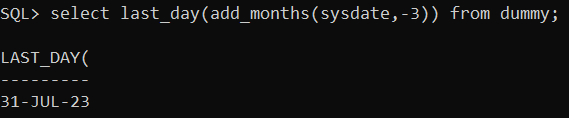 SQL> select last_day(add_months(sysdate,-3)) from dummy;
LAST_DAY(
---------
31-JUL-23